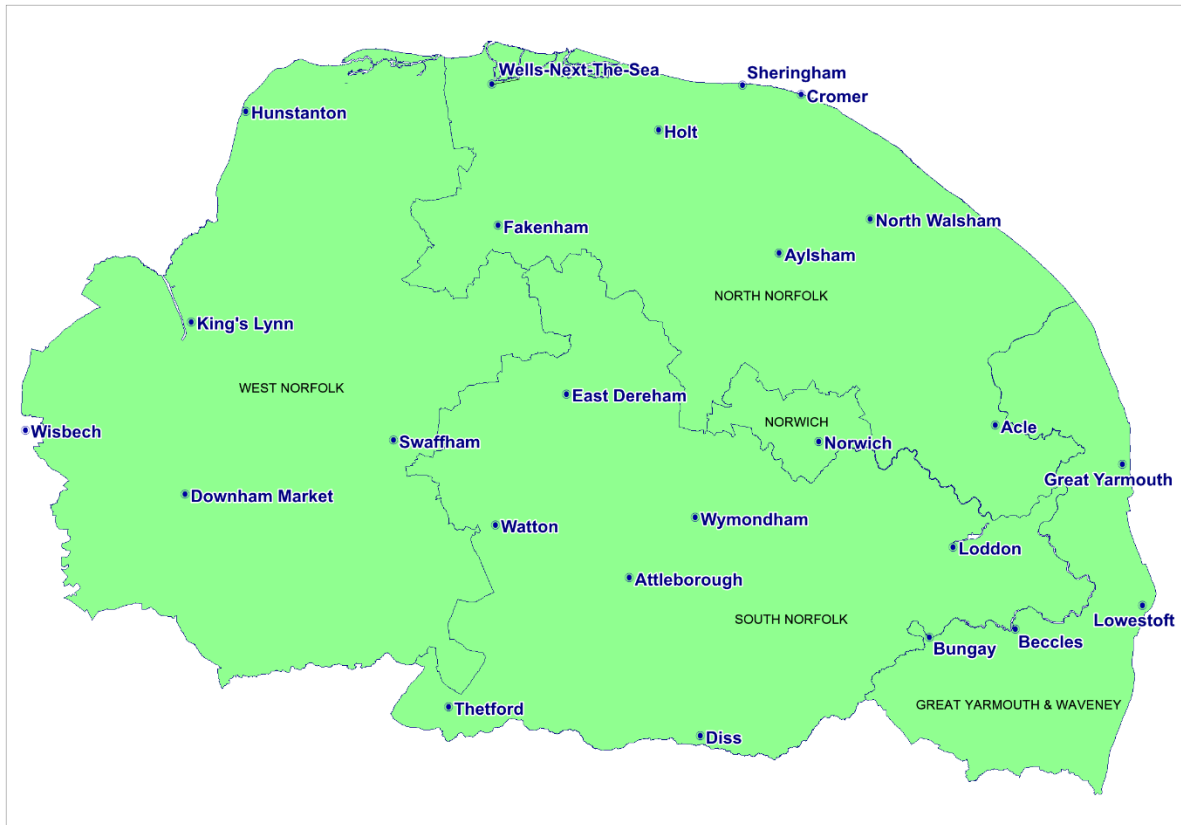 Wells-Next-The-Sea
Sheringham
Cromer
Hunstanton
Holt
North Walsham
Fakenham
Aylsham
NORTH NORFOLK
King's Lynn
WEST NORFOLK
East Dereham
NORWICH
Acle
Wisbech
Swaffham
Norwich
Great Yarmouth
Downham Market
Wymondham
Watton
Loddon
Attleborough
SOUTH NORFOLK
Lowestoft
Beccles
Bungay
GREAT YARMOUTH & WAVENEY
Thetford
Diss